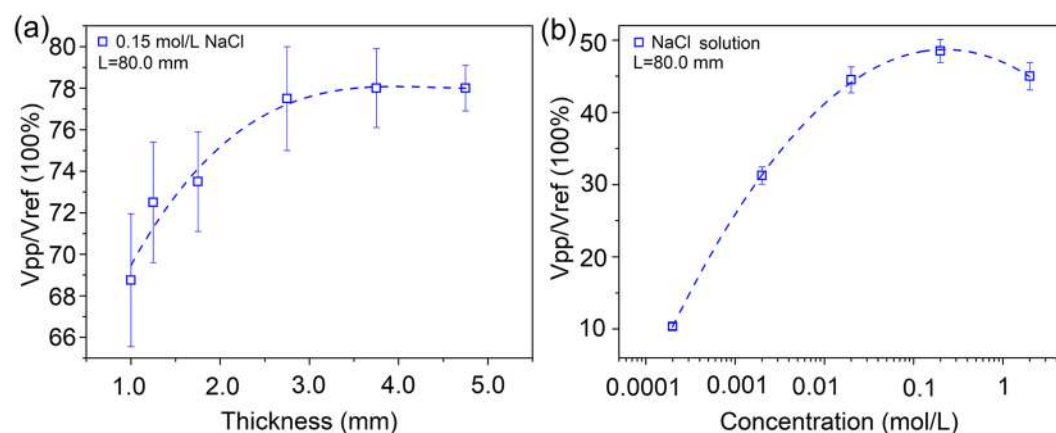 (a)
0.15 mol/L NaCl
L=80.0 mm
80
78
76
74
72
70
68
66
Vpp/Vref (100%)
1.0 2.0 3.0 4.0 5.0
Thickness (mm)
(b)
NaCl solution
L=80.0 mm
50
40
30
20
10
Vpp/Vref (100%)
0.0001 0.001 0.01 0.1 1
Concentration (mol/L)